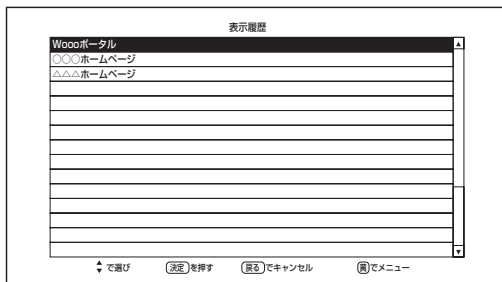 表示履歴
Woooポータル
○○○ホームページ
△△△ホームページ
で選び 決定を押す 戻るでキャンセル 黄でメニュー